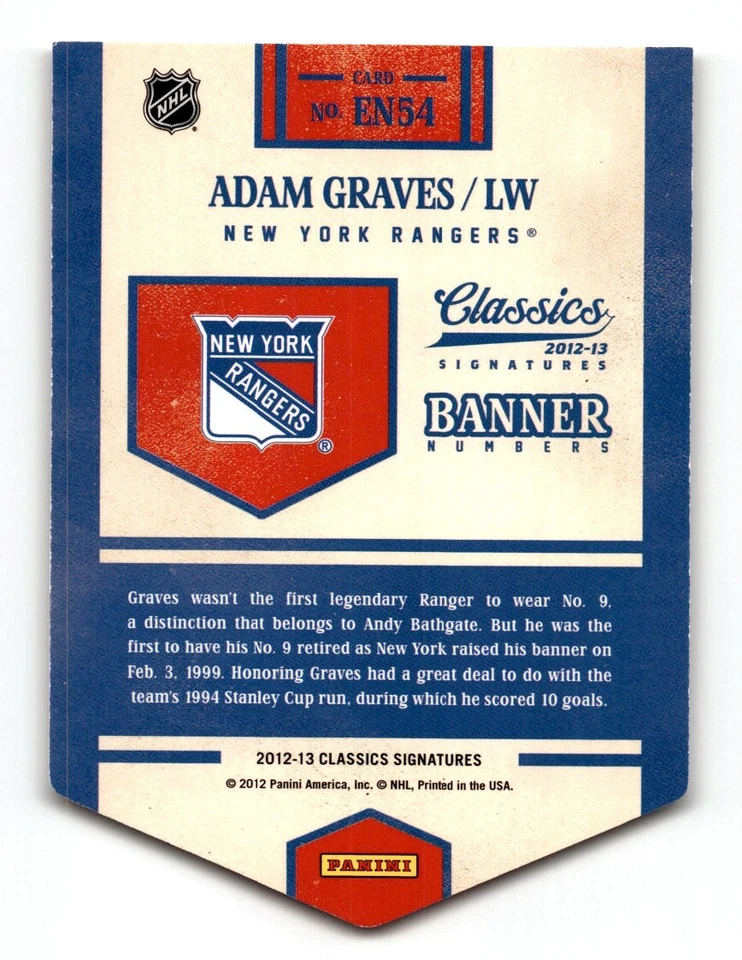 NHL
CARD
NO. EN54
ADAM GRAVES / LW
NEW YORK RANGERS®
NEW YORK
RANGERS
®
Classics
2012-13
SIGNATURES
BANNER
NUMBERS
Graves wasn't the first legendary Ranger to wear No. 9,
a distinction that belongs to Andy Bathgate. But he was the
first to have his No. 9 retired as New York raised his banner on
Feb. 3, 1999. Honoring Graves had a great deal to do with the
team's 1994 Stanley Cup run, during which he scored 10 goals.
2012-13 CLASSICS SIGNATURES
© 2012 Panini America, Inc. © NHL, Printed in the USA.
PANINI